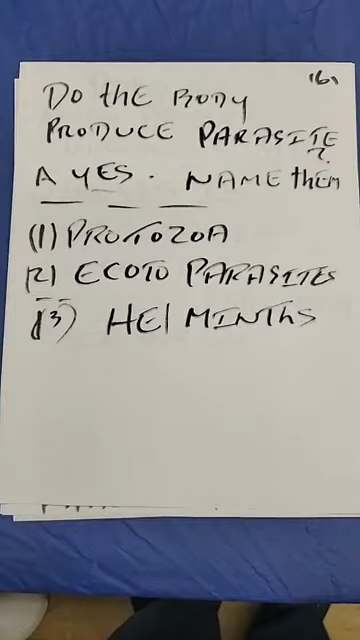 16,
DO thE BODY
PRODUCE PARASITE
?
A YES. NAME thEM
(1) PROTOZOA
(2) ECOTO PARASITES
(3) HElMINThS